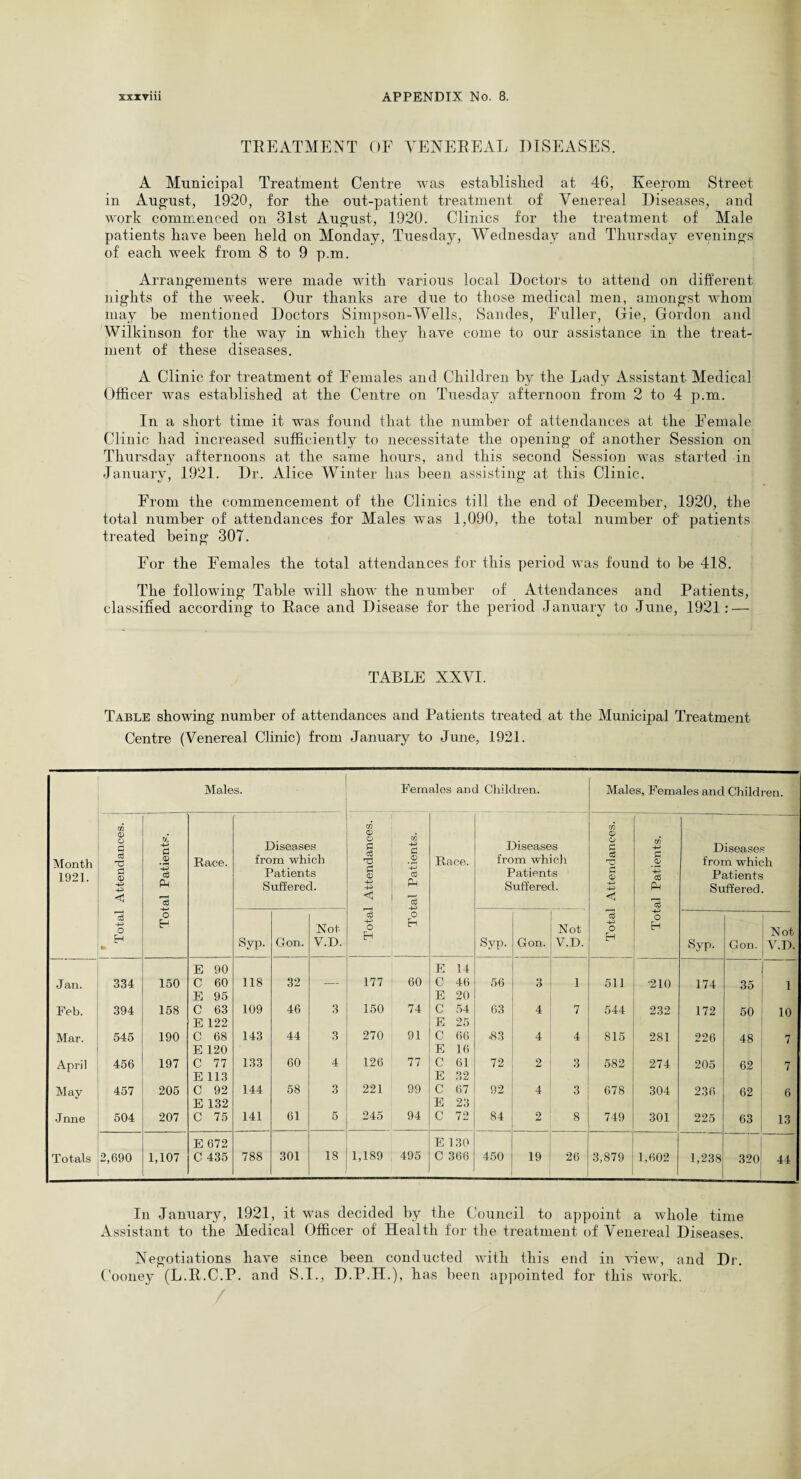 xxxviii APPENDIX No. 8.
TREATMENT OF VENEREAL DISEASES.
A Municipal Treatment Centre was established at 46, Keerom Street
in August, 1920, for the out-patient treatment of Venereal Diseases, and
work commenced on 31st August, 1920. Clinics for the treatment of Male
patients have been held on Monday, Tuesday, Wednesday and Thursday evenings
of each week from 8 to 9 p.m.
Arrangements were made with various local Doctors to attend on different
nights of the week. Our thanks are due to those medical men, amongst whom
may be mentioned Doctors Simpson-Wells, Sandes, Fuller, Gie, Gordon and
Wilkinson for the way in which they have come to our assistance in the treat-
ment of these diseases.
A Clinic for treatment of Females and Children by the Lady Assistant Medical
Officer was established at the Centre on Tuesday afternoon from 2 to 4 p.m.
In a short time it was found that the number of attendances at the Female
Clinic had increased sufficiently to necessitate the opening of another Session on
Thursday afternoons at the same hours, and this second Session was started in
January, 1921. Dr. Alice Winter has been assisting at this Clinic.
From the commencement of the Clinics till the end of December, 1920, the
total number of attendances for Males was 1,090, the total number of patients
treated being 307.
For the Females the total attendances for this period was found to be 418.
The following Table will show the number of Attendances and Patients,
classified according to Race and Disease for the period January to June, 1921:—
TABLE XXVI.
TABLE showing number of attendances and Patients treated at the Municipal Treatment
Centre (Venereal Clinic) from January to June, 1921.
Month 1921. Males. Females and Children. Males, Females and Children.
Total Attendances. Total Patients. Race. Diseases from which Patients Suffered. Total Attendances. Total Patients. Race. Diseases from which Patients Suffered. Total Attendances. Total Patients. Diseases from which Patients Suffered.
Syp. Gon. Not V.D. Syp. Gon. Not V.D. Syp. Gon. Not V.D.
E 90 E 14
Jan. 334 150 C 60 118 32 — 177 60 C 46 56 3 1 511 210 174 35 1
E 95 E 20
Feb. 394 158 C 63 109 46 3 150 74 C 54 63 4 7 544 232 172 50 10
E 122 E 25
Mar. 545 190 C 68 143 44 3 270 91 C 66 83 4 4 815 281 226 48 7
E 120 E 16
April 456 197 C 77 133 60 4 126 77 C 61 72 2 3 582 274 205 62 7
E 113 E 32
May 457 205 C 92 144 58 3 221 99 C 67 92 4 3 678 304 236 62 6
E 132 E 23
June 504 207 C 75 141 61 5 245 94 C 72 84 2 8 749 301 225 63 13
E 672 E 130
Totals 2,690 1,107 C 435 788 301 18 1,189 495 C 366 450 19 26 3,879 1,602 1,238 320 44
In January, 1921, it was decided by the Council to appoint a whole time
Assistant to the Medical Officer of Health for the treatment of Venereal Diseases.
Negotiations have since been conducted with this end in view, and Dr.
Cooney (L.R.C.P. and S.I., D.P.H.), has been appointed for this work.